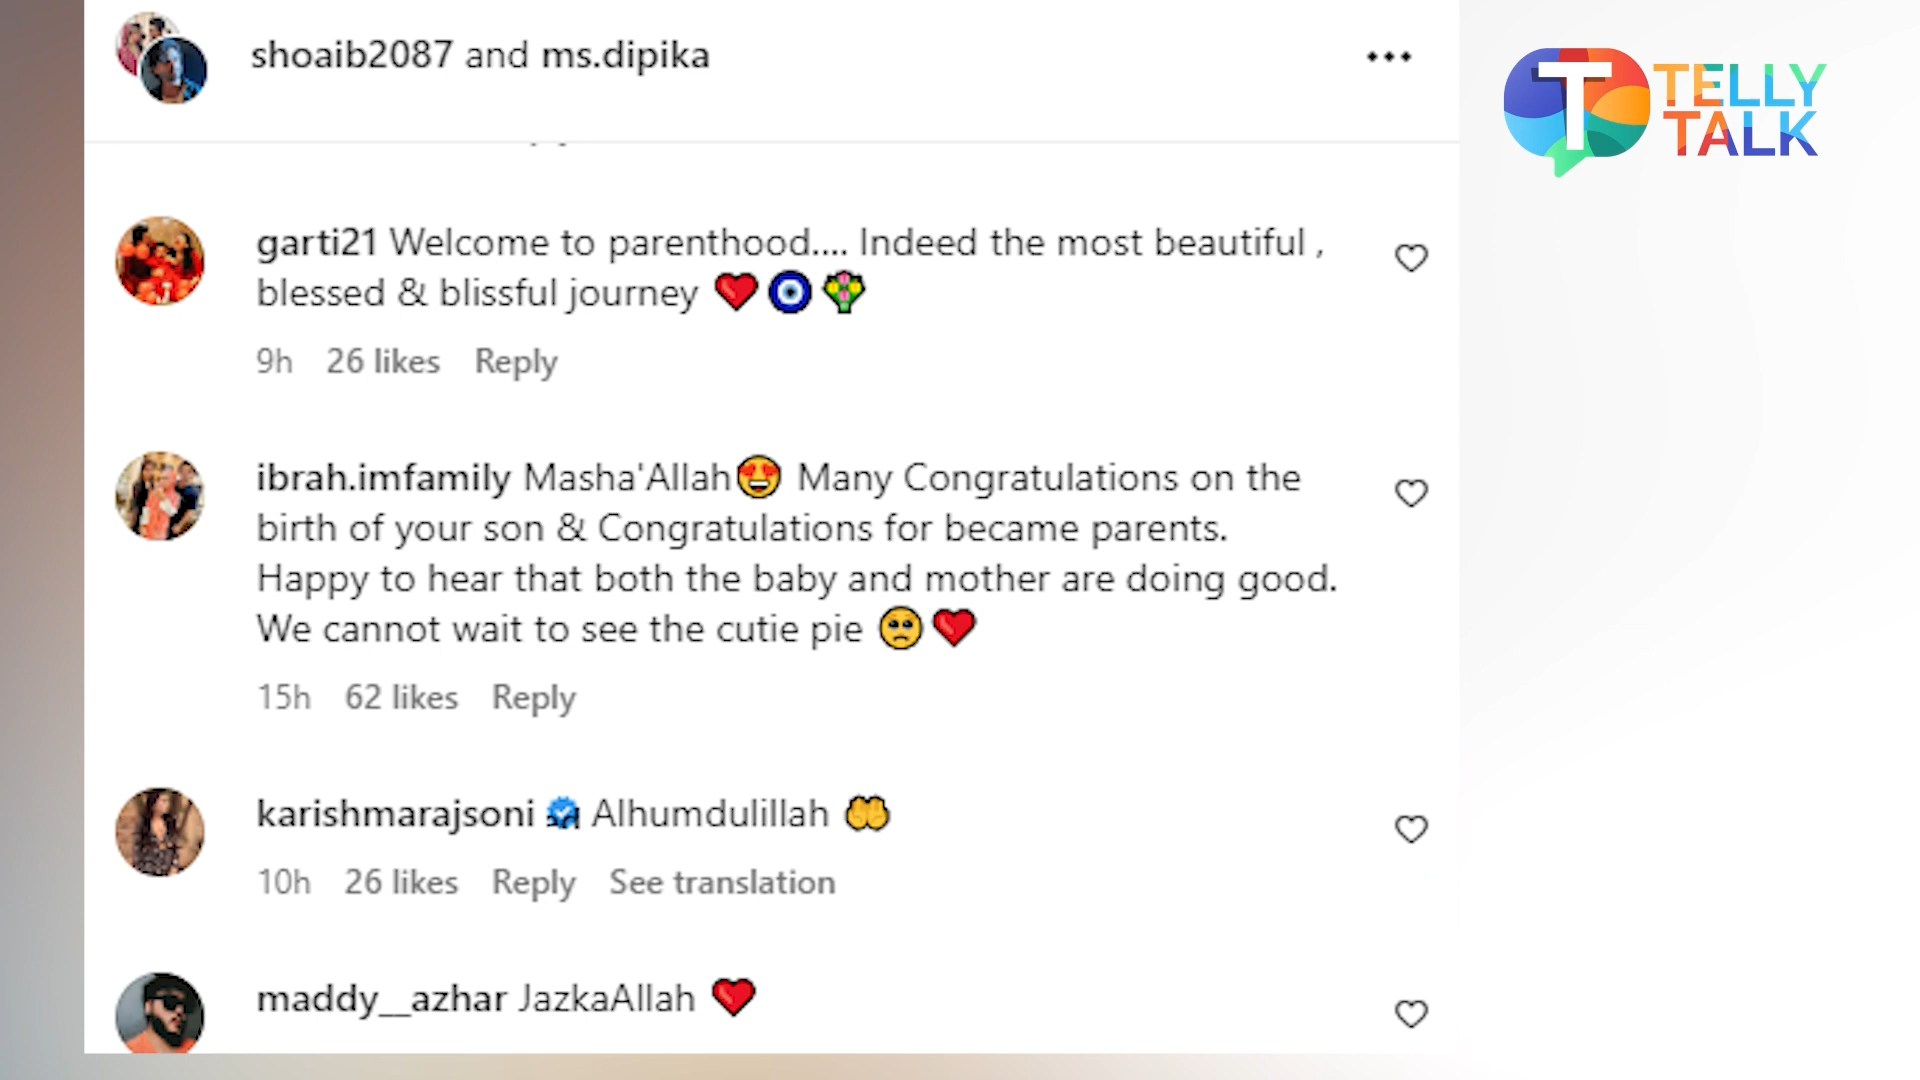 shoaib2087 and ms.dipika
TELLY
TALK
garti21 Welcome to parenthood.... Indeed the most beautiful ,
blessed & blissful journey ❤️🧿💐
9h 26 likes Reply
ibrah.imfamily Masha'Allah😍 Many Congratulations on the
birth of your son & Congratulations for became parents.
Happy to hear that both the baby and mother are doing good.
We cannot wait to see the cutie pie 🥺❤️
15h 62 likes Reply
karishmarajsoni Alhumdulillah 🤲
10h 26 likes Reply See translation
maddy__azhar JazkaAllah ❤️